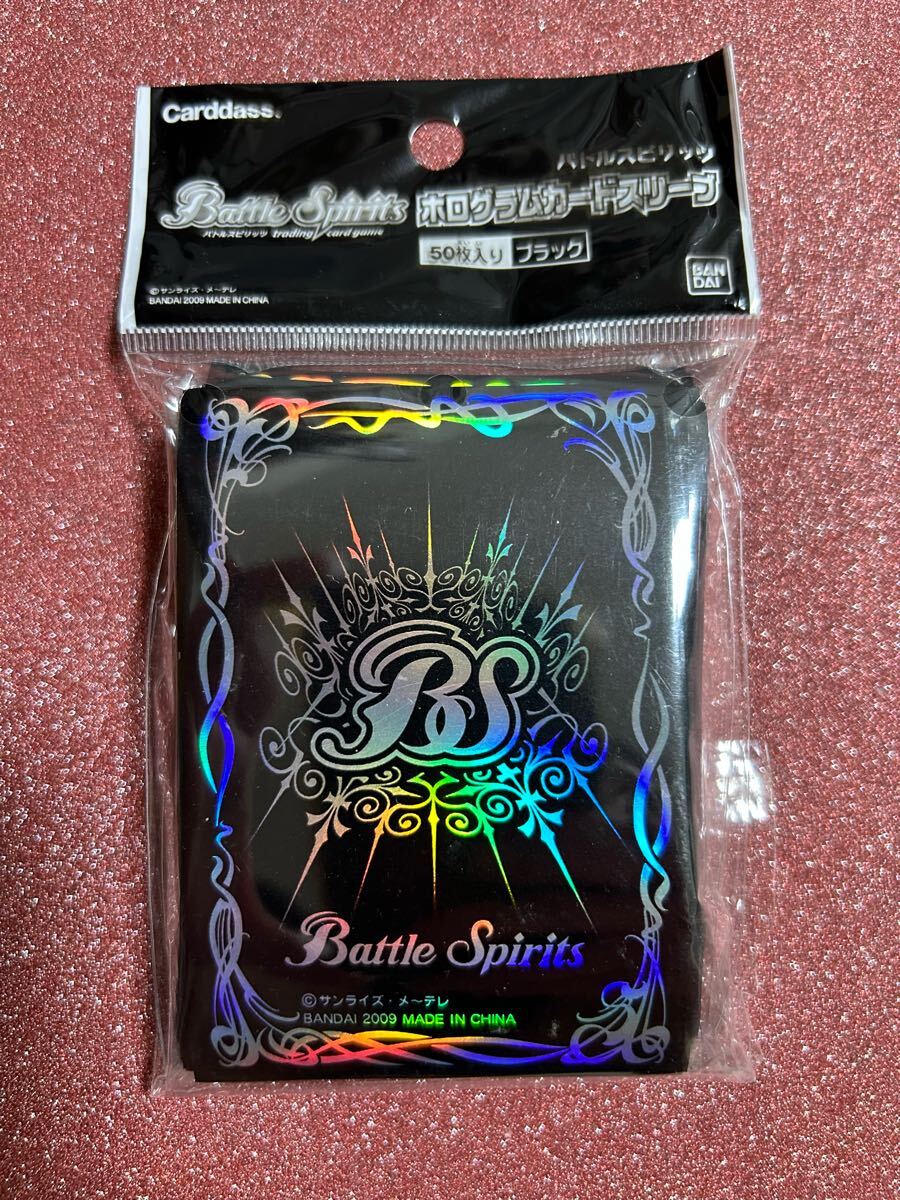 Carddass®
バトルスピリッツ
Battle Spirits
バトルスピリッツ trading card game
ホログラムカードスリーブ
50枚入り ブラック
©サンライズ・メ〜テレ
BANDAI 2009 MADE IN CHINA
BAN
DAI
BS
Battle Spirits
©サンライズ・メ〜テレ
BANDAI 2009 MADE IN CHINA